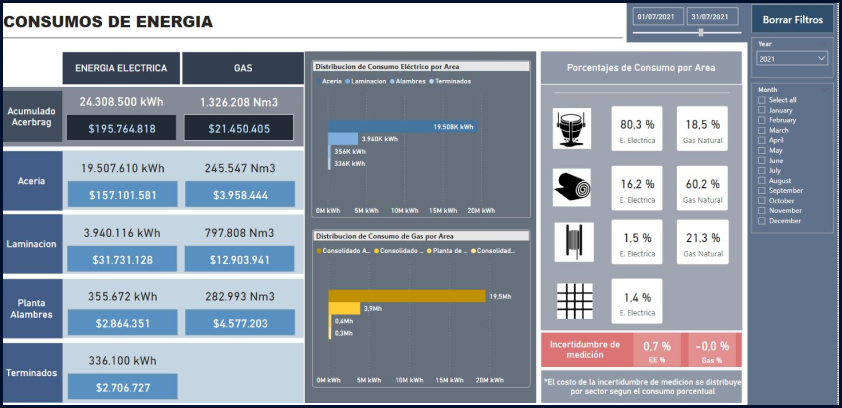 CONSUMOS DE ENERGIA
01/07/2021 31/07/2021
Borrar Filtros
Year
2021
Month
Select all
January
February
March
April
May
June
July
August
September
October
November
December
ENERGIA ELECTRICA GAS
Acumulado Acerbrag
24.308.500 kWh 1.326.208 Nm3
$195.764.818 $21.450.405
Aceria
19.507.610 kWh 245.547 Nm3
$157.101.581 $3.958.444
Laminacion
3.940.116 kWh 797.808 Nm3
$31.731.128 $12.903.941
Planta Alambres
355.672 kWh 282.993 Nm3
$2.864.351 $4.577.203
Terminados
336.100 kWh
$2.706.727
Distribucion de Consumo Eléctrico por Area
Aceria Laminacion Alambres Terminados
19.508K kWh
3.960K kWh
356K kWh
336K kWh
0M kWh 5M kWh 10M kWh 15M kWh 20M kWh
Distribucion de Consumo de Gas por Area
Consolidado A... Consolidado ... Planta de ... Consolidad...
19,5Mh
3,9Mh
0,4Mh
0,3Mh
0M kWh 5M kWh 10M kWh 15M kWh 20M kWh
Porcentajes de Consumo por Area
80,3 % 18,5 %
E. Electrica Gas Natural
16,2 % 60,2 %
E. Electrica Gas Natural
1,5 % 21,3 %
E. Electrica Gas Natural
1,4 %
E. Electrica
Incertidumbre de
medición
0,7 % -0,0 %
EE % Gas %
*El costo de la incertidumbre de medicion se distribuye
por sector segun el consumo porcentual